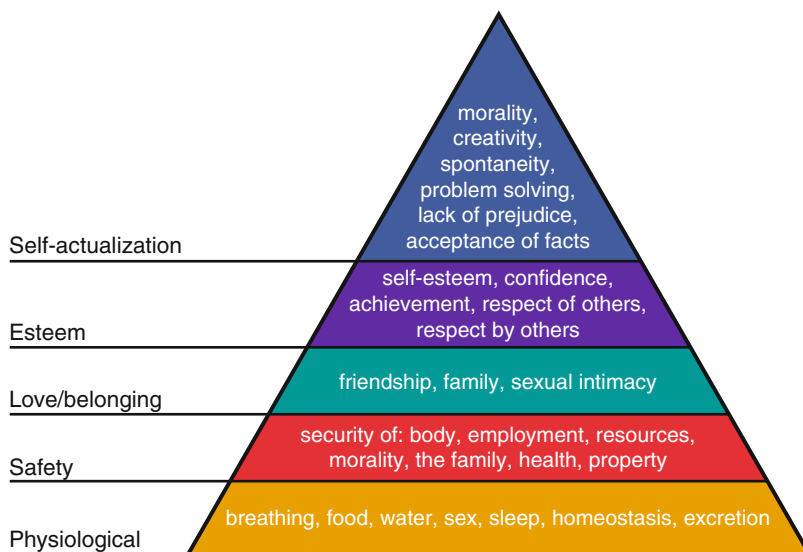 morality,
creativity,
spontaneity,
problem solving,
lack of prejudice,
acceptance of facts
Self-actualization
self-esteem, confidence,
achievement, respect of others,
respect by others
Esteem
friendship, family, sexual intimacy
Love/belonging
security of: body, employment, resources,
morality, the family, health, property
Safety
breathing, food, water, sex, sleep, homeostasis, excretion
Physiological